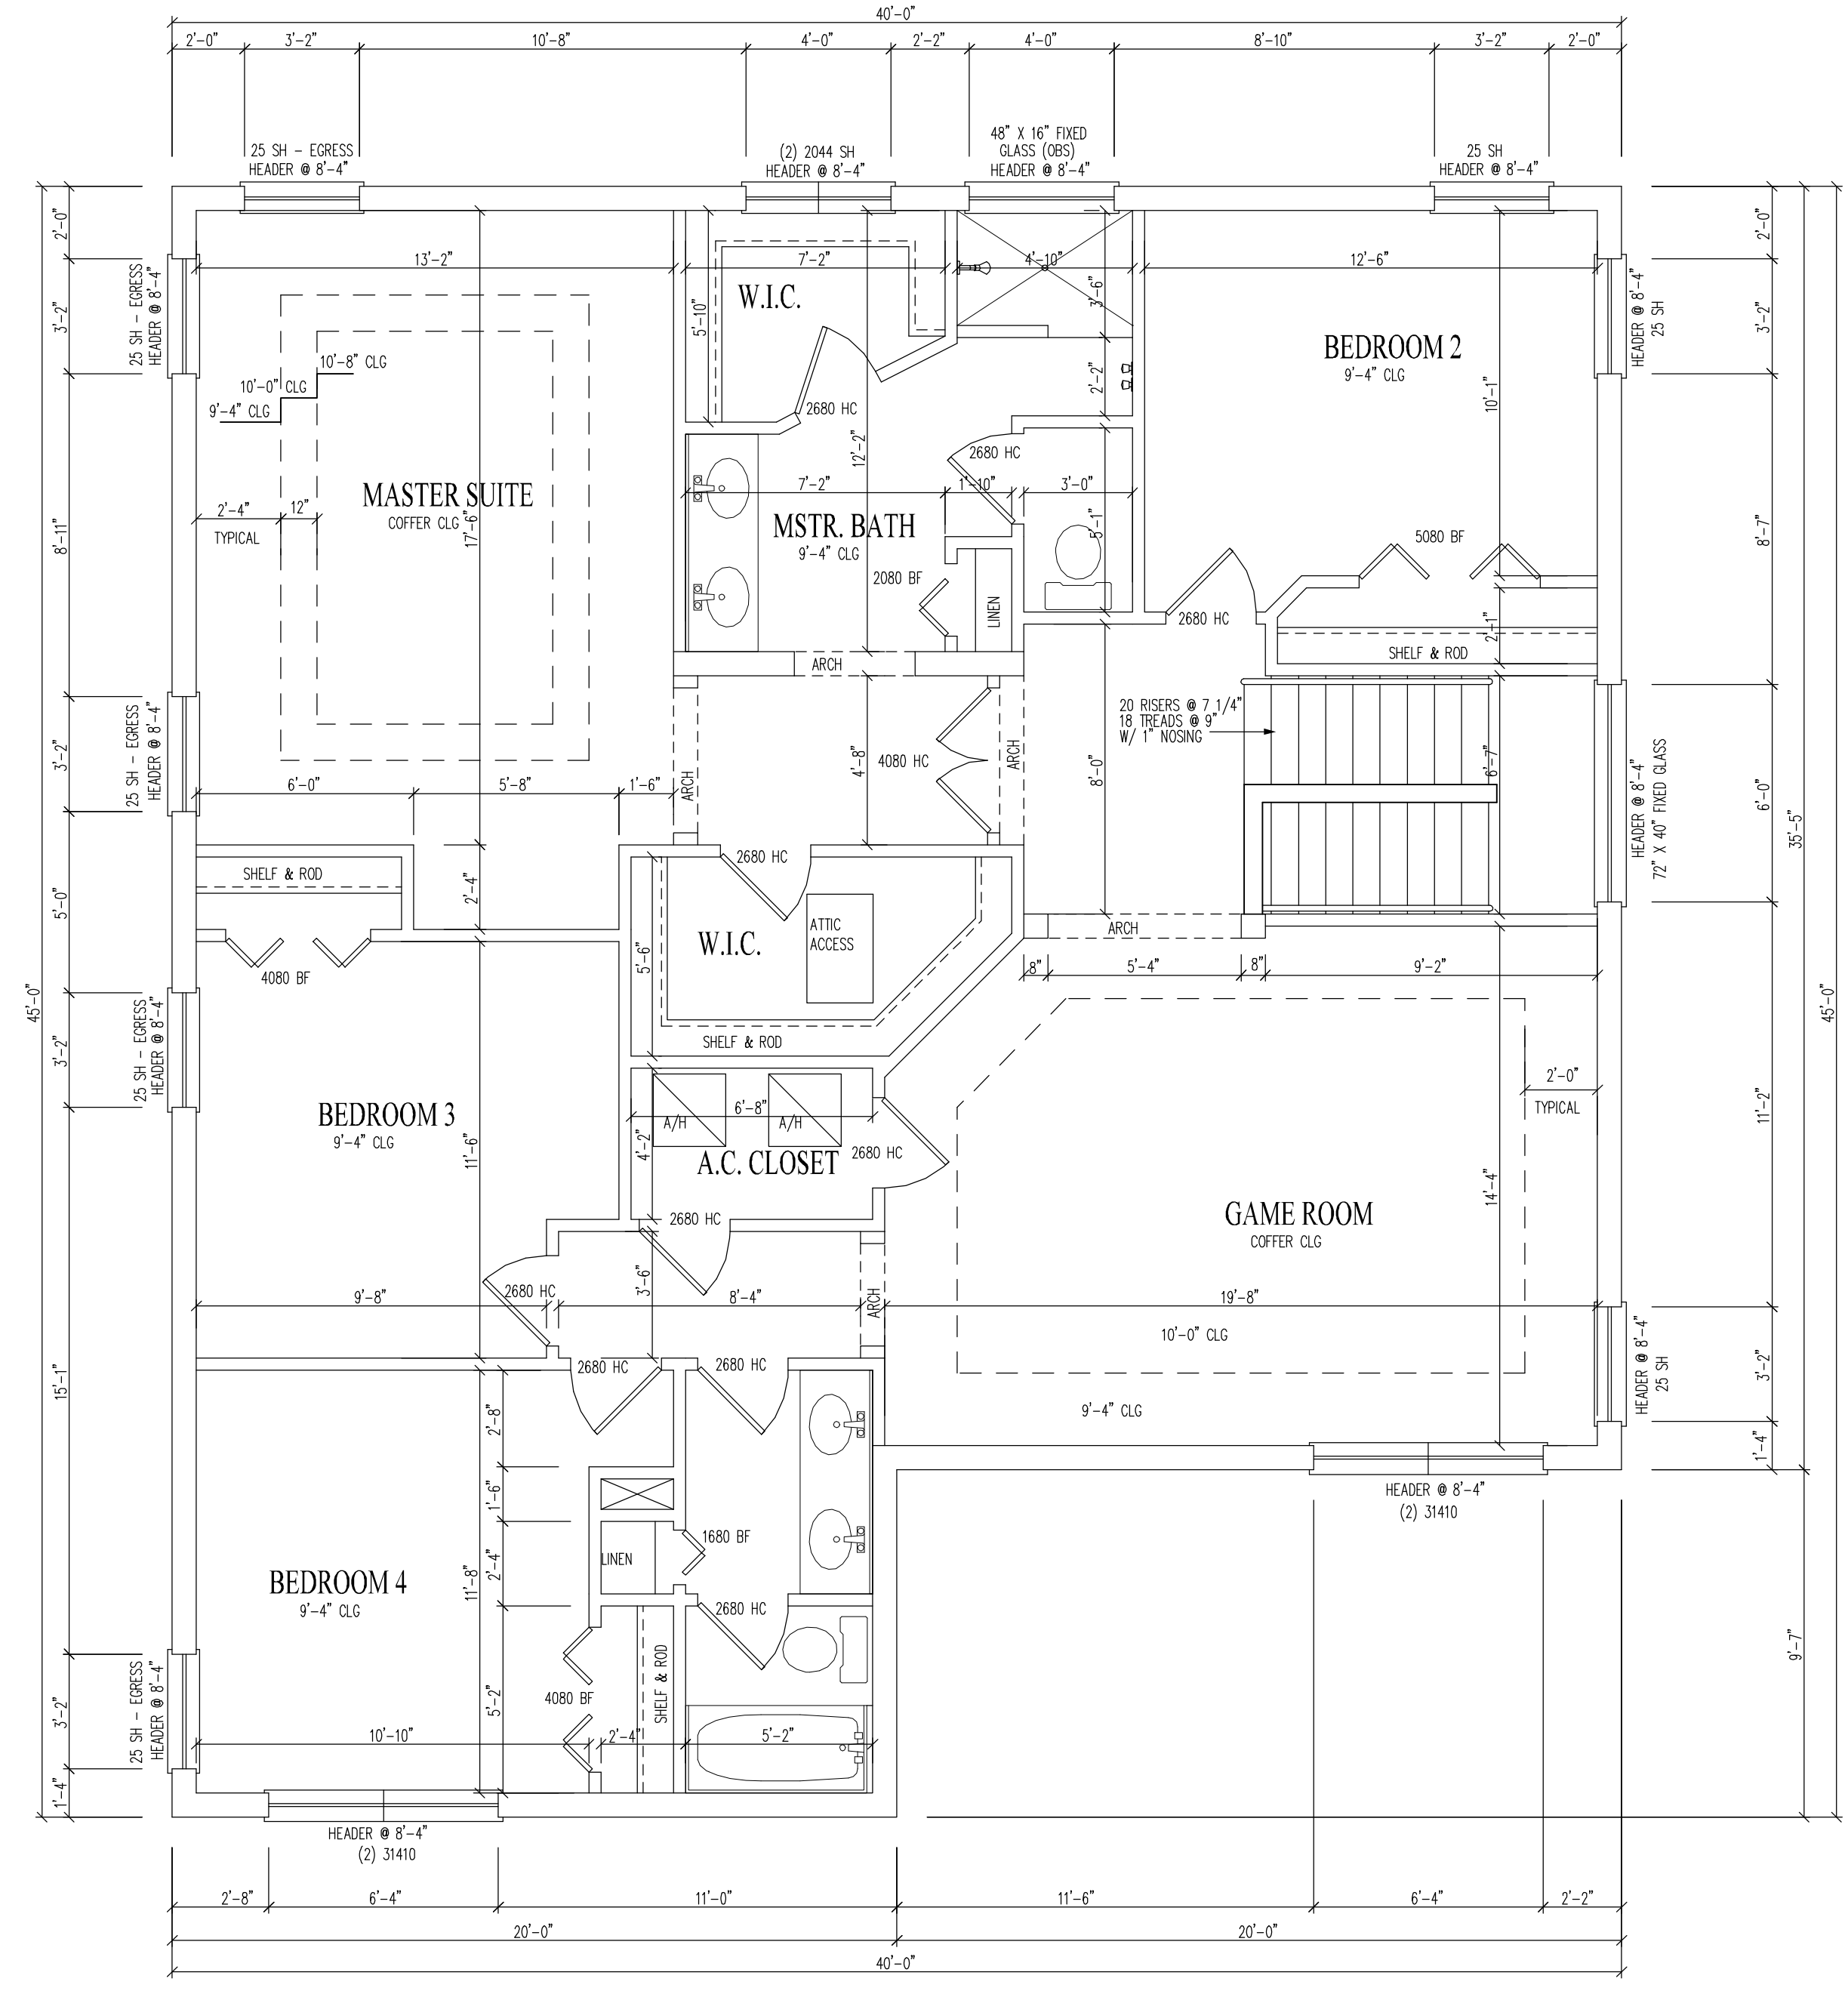 40'-0"
2'-0"
3'-2"
10'-8"
4'-0"
2'-2"
4'-0"
8'-10"
3'-2"
2'-0"
25 SH - EGRESS
HEADER @ 8'-4"
(2) 2044 SH
HEADER @ 8'-4"
48" X 16" FIXED
GLASS (OBS)
HEADER @ 8'-4"
25 SH
HEADER @ 8'-4"
45'-0"
2'-0"
3'-2"
8'-11"
3'-2"
5'-0"
3'-2"
15'-1"
3'-2"
1'-4"
25 SH - EGRESS
HEADER @ 8'-4"
25 SH - EGRESS
HEADER @ 8'-4"
25 SH - EGRESS
HEADER @ 8'-4"
25 SH - EGRESS
HEADER @ 8'-4"
13'-2"
10'-8" CLG
10'-0" CLG
9'-4" CLG
MASTER SUITE
COFFER CLG
17'-6"
2'-4"
12"
TYPICAL
6'-0"
5'-8"
1'-6"
ARCH
7'-2"
W.I.C.
5'-10"
2680 HC
12'-2"
4'-10"
3'-6"
2'-2"
2680 HC
7'-2"
1'-10"
3'-0"
5'-1"
MSTR. BATH
9'-4" CLG
2080 BF
LINEN
ARCH
12'-6"
BEDROOM 2
9'-4" CLG
10'-1"
5080 BF
2680 HC
2'-1"
SHELF & ROD
20 RISERS @ 7 1/4"
18 TREADS @ 9"
W/ 1" NOSING
6'-7"
8'-0"
4'-8"
4080 HC
ARCH
HEADER @ 8'-4"
25 SH
HEADER @ 8'-4"
72" X 40" FIXED GLASS
HEADER @ 8'-4"
25 SH
2'-0"
3'-2"
8'-7"
6'-0"
11'-2"
3'-2"
1'-4"
35'-5"
9'-7"
45'-0"
SHELF & ROD
2'-4"
4080 BF
2680 HC
W.I.C.
ATTIC
ACCESS
5'-6"
SHELF & ROD
ARCH
8"
5'-4"
8"
9'-2"
2'-0"
TYPICAL
BEDROOM 3
9'-4" CLG
11'-6"
A/H
6'-8"
A/H
4'-2"
2680 HC
A.C. CLOSET
2680 HC
GAME ROOM
COFFER CLG
14'-4"
2680 HC
3'-6"
9'-8"
8'-4"
ARCH
19'-8"
10'-0" CLG
9'-4" CLG
2680 HC
2680 HC
2'-8"
1'-6"
2'-4"
5'-2"
11'-8"
1680 BF
LINEN
BEDROOM 4
9'-4" CLG
2680 HC
SHELF & ROD
4080 BF
10'-10"
2'-4"
5'-2"
HEADER @ 8'-4"
(2) 31410
HEADER @ 8'-4"
(2) 31410
2'-8"
6'-4"
11'-0"
11'-6"
6'-4"
2'-2"
20'-0"
20'-0"
40'-0"